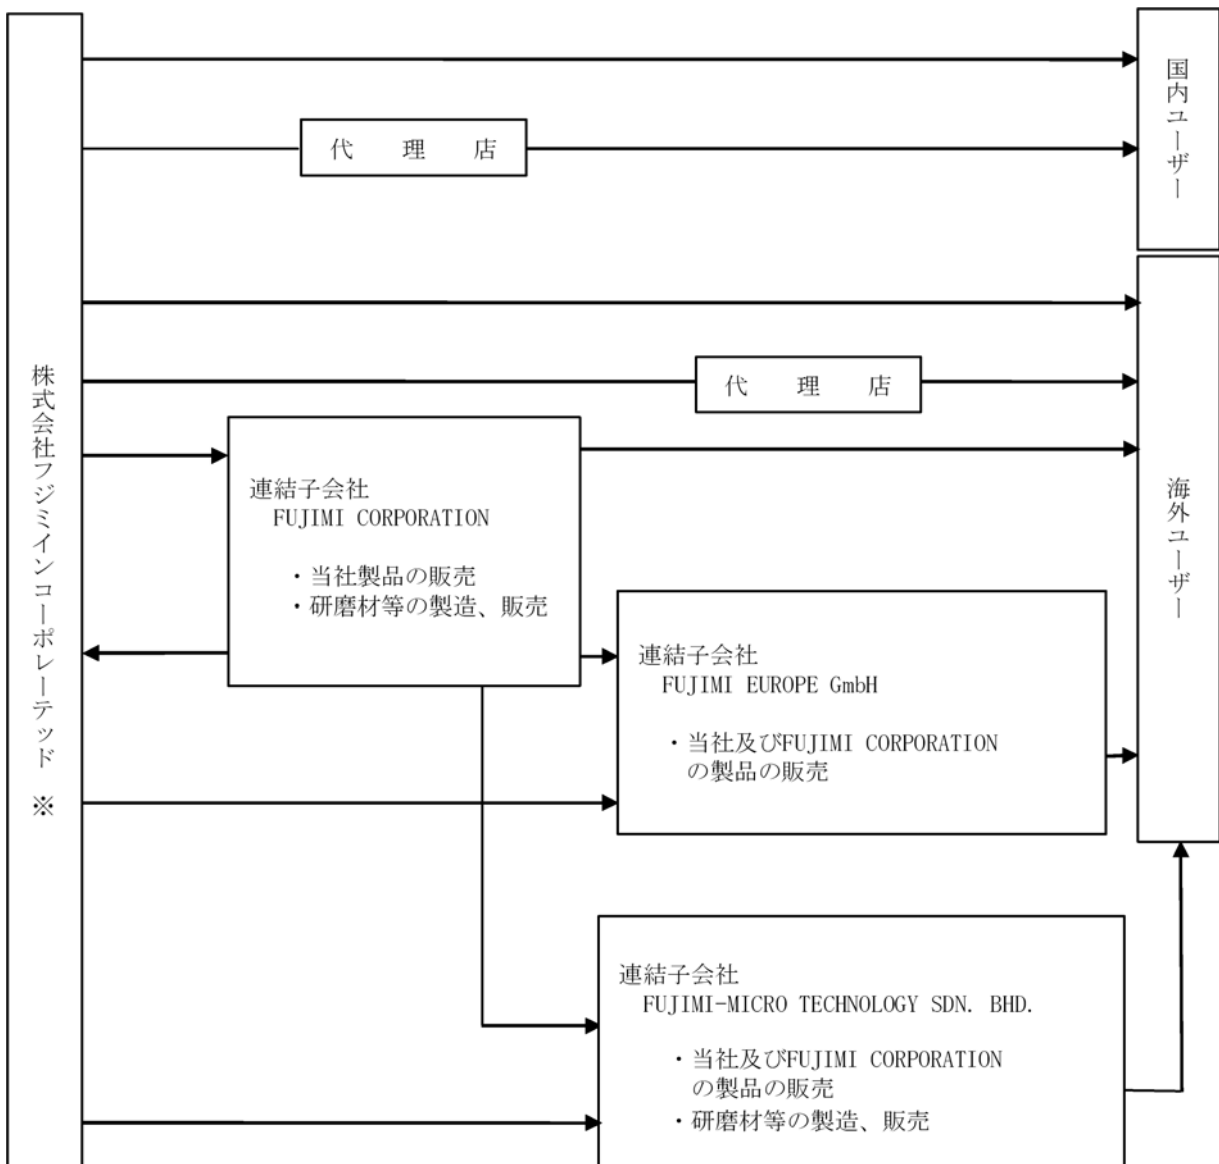 国内ユーザー
代　理　店
代　理　店
株式会社フジミインコーポレーテッド ※
海外ユーザー
連結子会社
FUJIMI CORPORATION
・当社製品の販売
・研磨材等の製造、販売
連結子会社
FUJIMI EUROPE GmbH
・当社及びFUJIMI CORPORATION
の製品の販売
連結子会社
FUJIMI-MICRO TECHNOLOGY SDN. BHD.
・当社及びFUJIMI CORPORATION
の製品の販売
・研磨材等の製造、販売